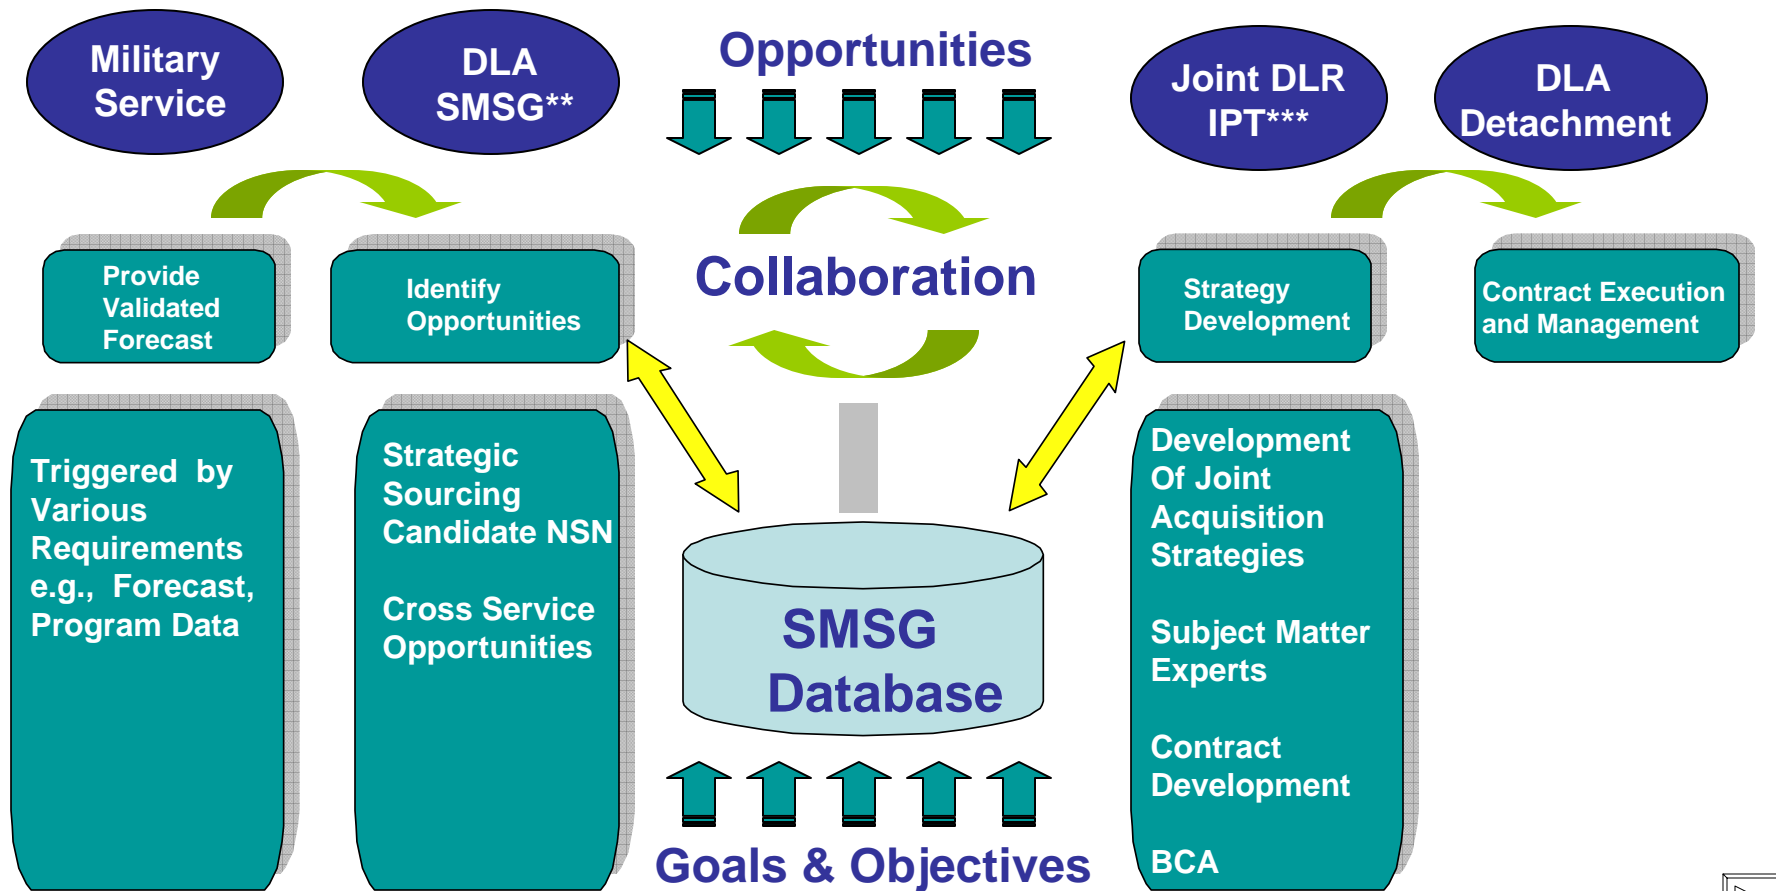 Military
Service
DLA
SMSG**
Opportunities
Joint DLR
IPT***
DLA
Detachment
Provide
Validated
Forecast
Identify
Opportunities
Collaboration
Strategy
Development
Contract Execution
and Management
Triggered by
Various
Requirements
e.g., Forecast,
Program Data
Strategic
Sourcing
Candidate NSN
Cross Service
Opportunities
SMSG
Database
Development
Of Joint
Acquisition
Strategies
Subject Matter
Experts
Contract
Development
BCA
Goals & Objectives